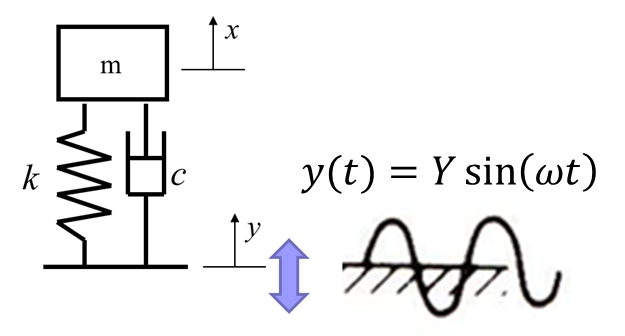 x
m
k
c
y(t) = Y sin(ωt)
y